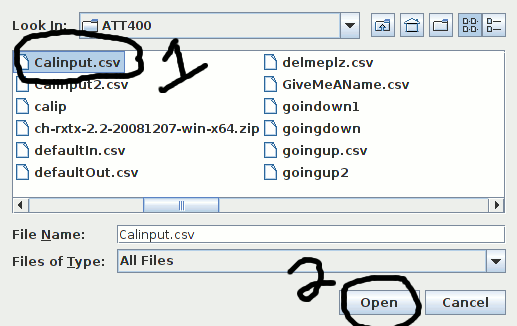 Look In: ATT400
Calinput.csv 1 delmeplz.csv
Calinput2.csv GiveMeAName.csv
calip goindown1
ch-rxtx-2.2-20081207-win-x64.zip goingdown
defaultIn.csv goingup.csv
defaultOut.csv goingup2
File Name: Calinput.csv
Files of Type: All Files
2 Open Cancel